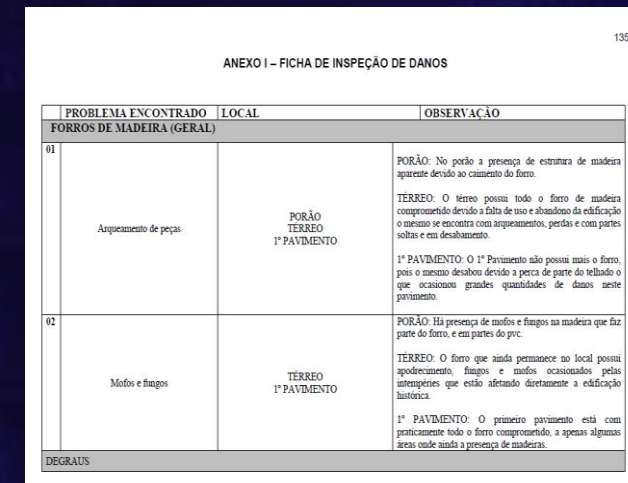 135
ANEXO I – FICHA DE INSPEÇÃO DE DANOS
PROBLEMA ENCONTRADO LOCAL OBSERVAÇÃO
FORROS DE MADEIRA (GERAL)
01
Arqueamento de peças
PORÃO
TÉRREO
1º PAVIMENTO
PORÃO: No porão a presença de estrutura de madeira
aparente devido ao caimento do forro.
TÉRREO: O térreo possui todo o forro de madeira
comprometido devido a falta de uso e abandono da edificação
o mesmo se encontra com arqueamentos, perdas e com partes
soltas e em desabamento.
1º PAVIMENTO: O 1º Pavimento não possui mais o forro,
pois o mesmo desabou devido a perca de parte do telhado o
que ocasionou grandes quantidades de danos neste
pavimento.
02
Mofos e fungos
TÉRREO
1º PAVIMENTO
PORÃO: Há presença de mofos e fungos na madeira que faz
parte do forro, e em partes do pvc.
TÉRREO: O forro que ainda permanece no local possui
apodrecimento, fungos e mofos ocasionados pelas
intempéries que estão afetando diretamente a edificação
histórica.
1º PAVIMENTO: O primeiro pavimento está com
praticamente todo o forro comprometido, a apenas algumas
áreas onde ainda a presença de madeiras.
DEGRAUS